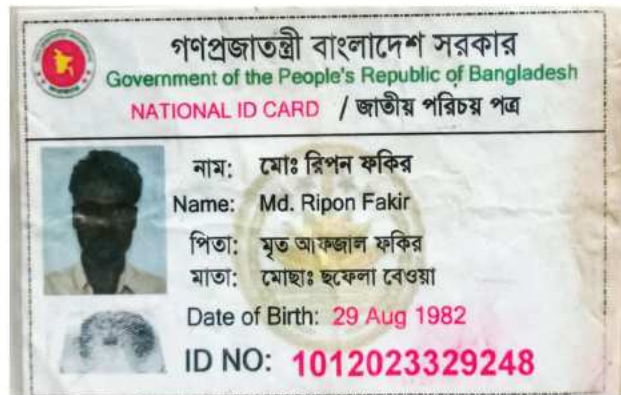 গণপ্রজাতন্ত্রী বাংলাদেশ সরকার
Government of the People's Republic of Bangladesh
NATIONAL ID CARD / জাতীয় পরিচয় পত্র
নাম: মোঃ রিপন ফকির
Name: Md. Ripon Fakir
পিতা: মৃত আফজাল ফকির
মাতা: মোছাঃ ছফেলা বেওয়া
Date of Birth: 29 Aug 1982
ID NO: 1012023329248